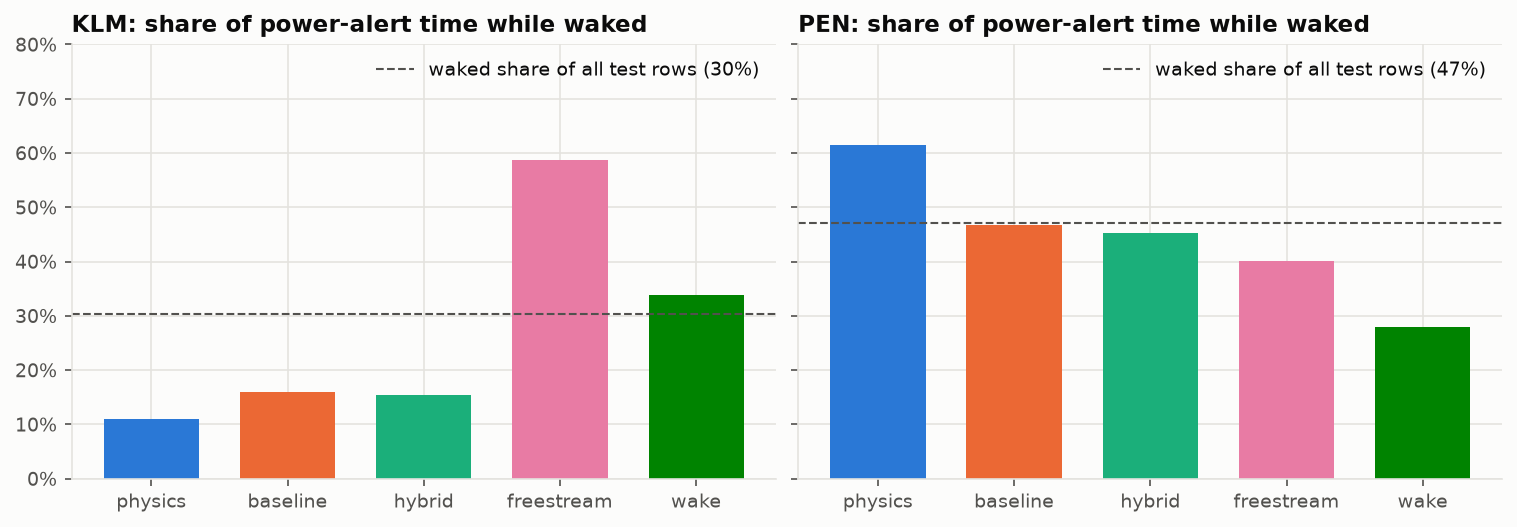 KLM: share of power-alert time while waked
80%
70%
60%
50%
40%
30%
20%
10%
0%
waked share of all test rows (30%)
physics
baseline
hybrid
freestream
wake
PEN: share of power-alert time while waked
waked share of all test rows (47%)
physics
baseline
hybrid
freestream
wake